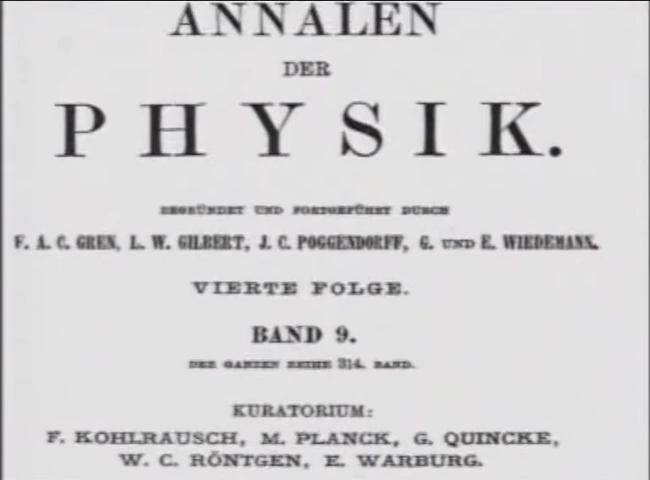 ANNALEN
DER
PHYSIK.
BEGRÜNDET UND FORTGEFÜHRT DURCH
F. A. C. GREN, L. W. GILBERT, J. C. POGGENDORFF, G. UND E. WIEDEMANN.
VIERTE FOLGE.
BAND 9.
DER GANZEN REIHE 314. BAND.
KURATORIUM:
F. KOHLRAUSCH, M. PLANCK, G. QUINCKE,
W. C. RÖNTGEN, E. WARBURG.